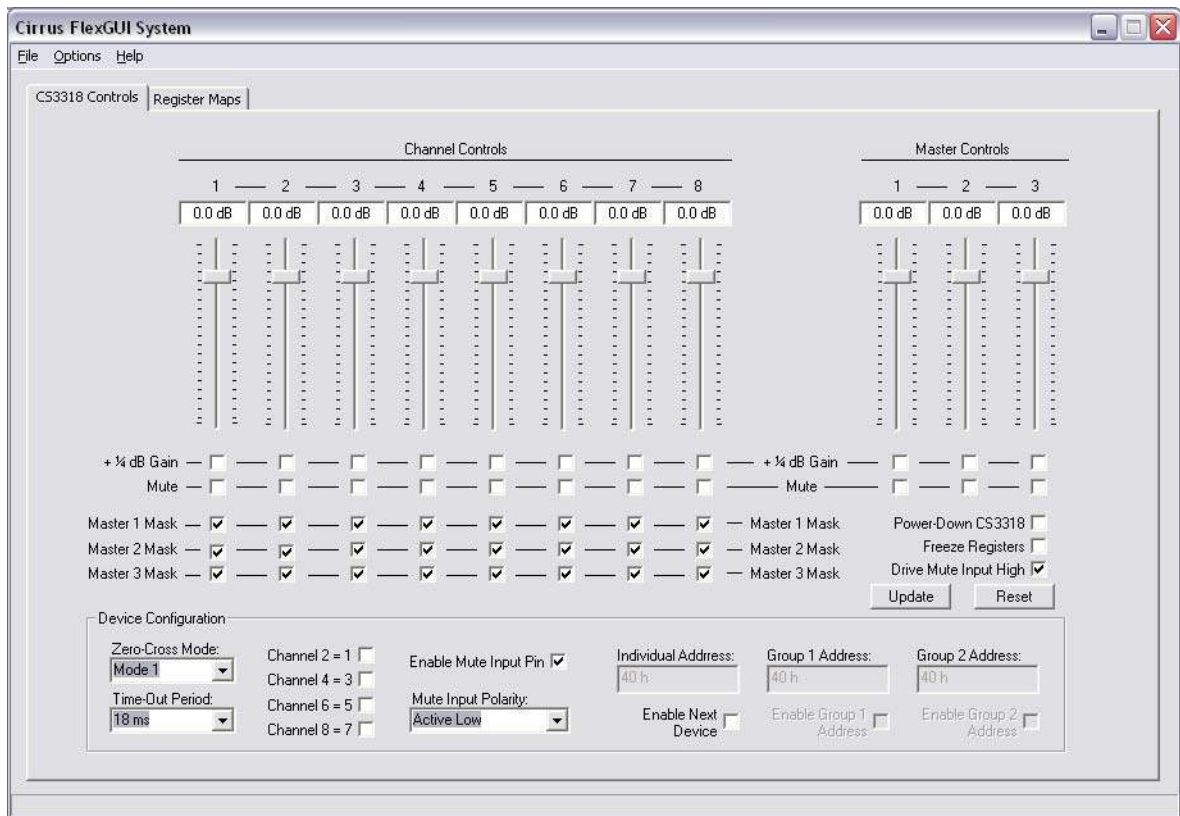 Cirrus FlexGUI System
File Options Help
CS3318 Controls Register Maps
Channel Controls Master Controls
1 2 3 4 5 6 7 8 1 2 3
0.0 dB 0.0 dB 0.0 dB 0.0 dB 0.0 dB 0.0 dB 0.0 dB 0.0 dB 0.0 dB 0.0 dB 0.0 dB
+ ¼ dB Gain + ¼ dB Gain
Mute Mute
Master 1 Mask Master 1 Mask Power-Down CS3318
Master 2 Mask Master 2 Mask Freeze Registers
Master 3 Mask Master 3 Mask Drive Mute Input High
Update Reset
Device Configuration
Zero-Cross Mode:
Mode 1
Time-Out Period:
18 ms
Channel 2 = 1
Channel 4 = 3
Channel 6 = 5
Channel 8 = 7
Enable Mute Input Pin
Mute Input Polarity:
Active Low
Individual Addrress:
40 h
Enable Next
Device
Group 1 Address:
40 h
Enable Group 1
Address
Group 2 Address:
40 h
Enable Group 2
Address